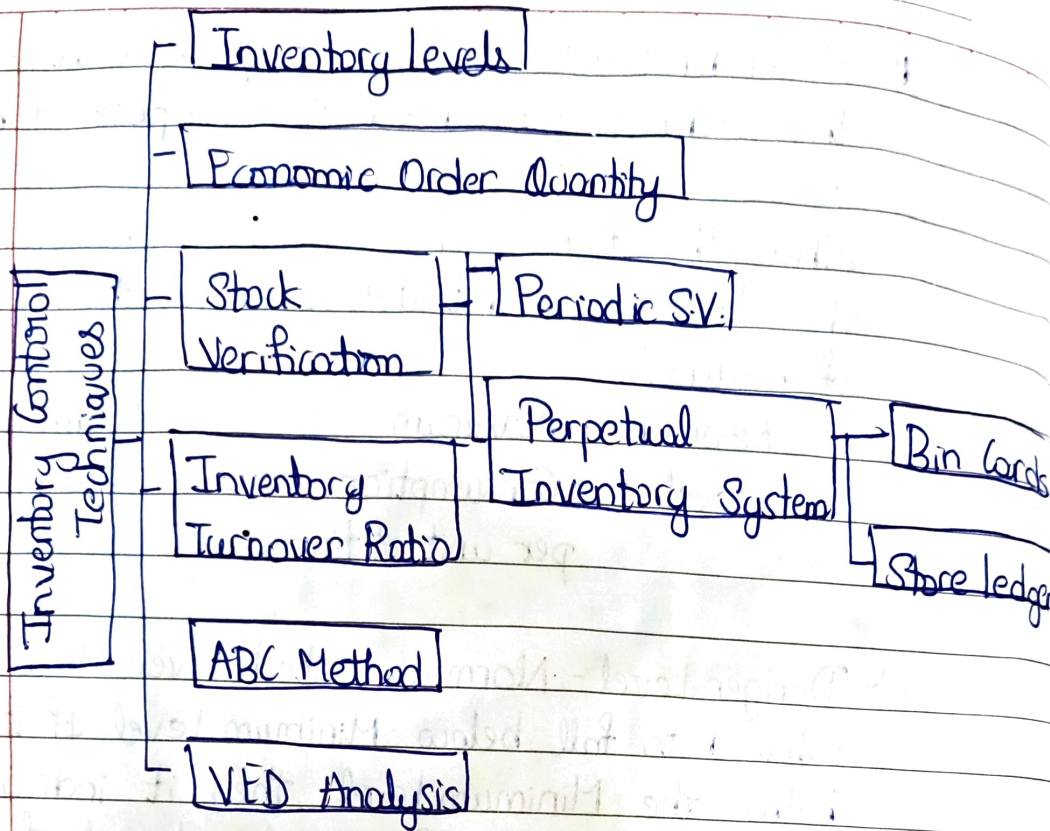 Inventory Levels
Economic Order Quantity
Stock
Verification
Periodic S.V.
Perpetual
Inventory System
Bin Cards
Store ledger
Inventory Control
Techniques
Inventory
Turnover Ratio
ABC Method
VED Analysis